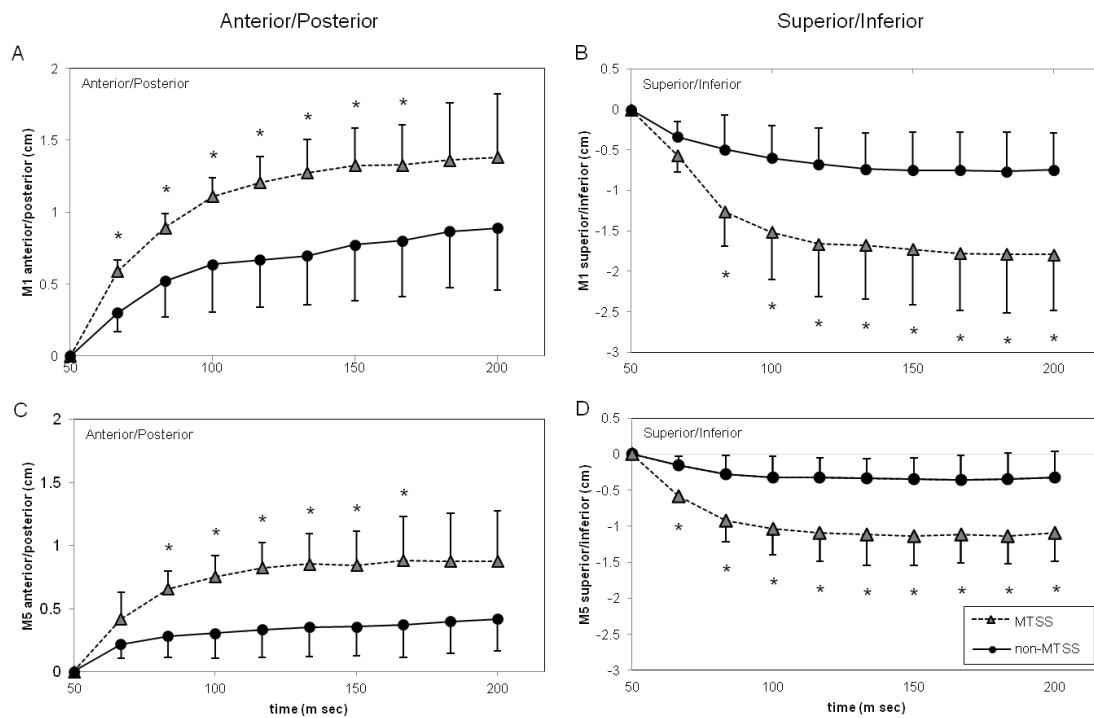 Anterior/Posterior
Superior/Inferior
A
2
1.5
1
0.5
0
M1 anterior/posterior (cm)
Anterior/Posterior
* * * * * * *
50 100 150 200
B
0.5
0
-0.5
-1
-1.5
-2
-2.5
-3
M1 superior/inferior (cm)
Superior/Inferior
* * * * * * * *
50 100 150 200
C
2
1.5
1
0.5
0
M5 anterior/posterior (cm)
Anterior/Posterior
* * * * * *
50 100 150 200
time (m sec)
D
0.5
0
-0.5
-1
-1.5
-2
-2.5
-3
M5 superior/inferior (cm)
Superior/Inferior
* * * * * * * * *
MTSS
non-MTSS
50 100 150 200
time (m sec)